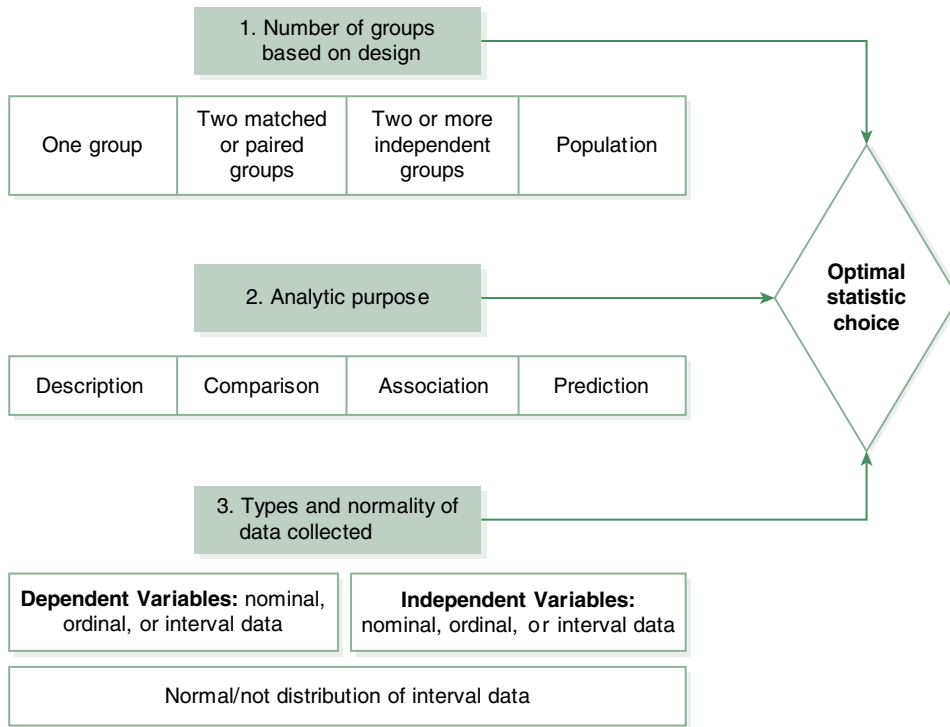 1. Number of groups
based on design
One group
Two matched
or paired
groups
Two or more
independent
groups
Population
2. Analytic purpose
Optimal
statistic
choice
Description
Comparison
Association
Prediction
3. Types and normality of
data collected
Dependent Variables: nominal,
ordinal, or interval data
Independent Variables:
nominal, ordinal, or interval data
Normal/not distribution of interval data